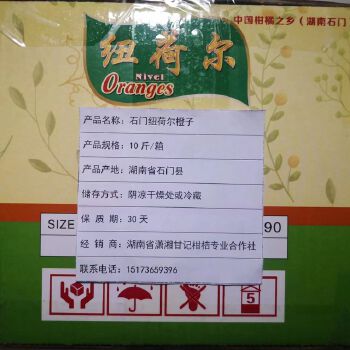 中国柑橘之乡（湖南石门
纽荷尔
Nivel
Oranges
产品名称：石门纽荷尔橙子
产品规格：10斤/箱
产品产地：湖南省石门县
储存方式：阴凉干燥处或冷藏
保 质 期：30天
经 销 商：湖南省潇湘甘记柑桔专业合作社
联系电话：15173659396
SIZE
90
5